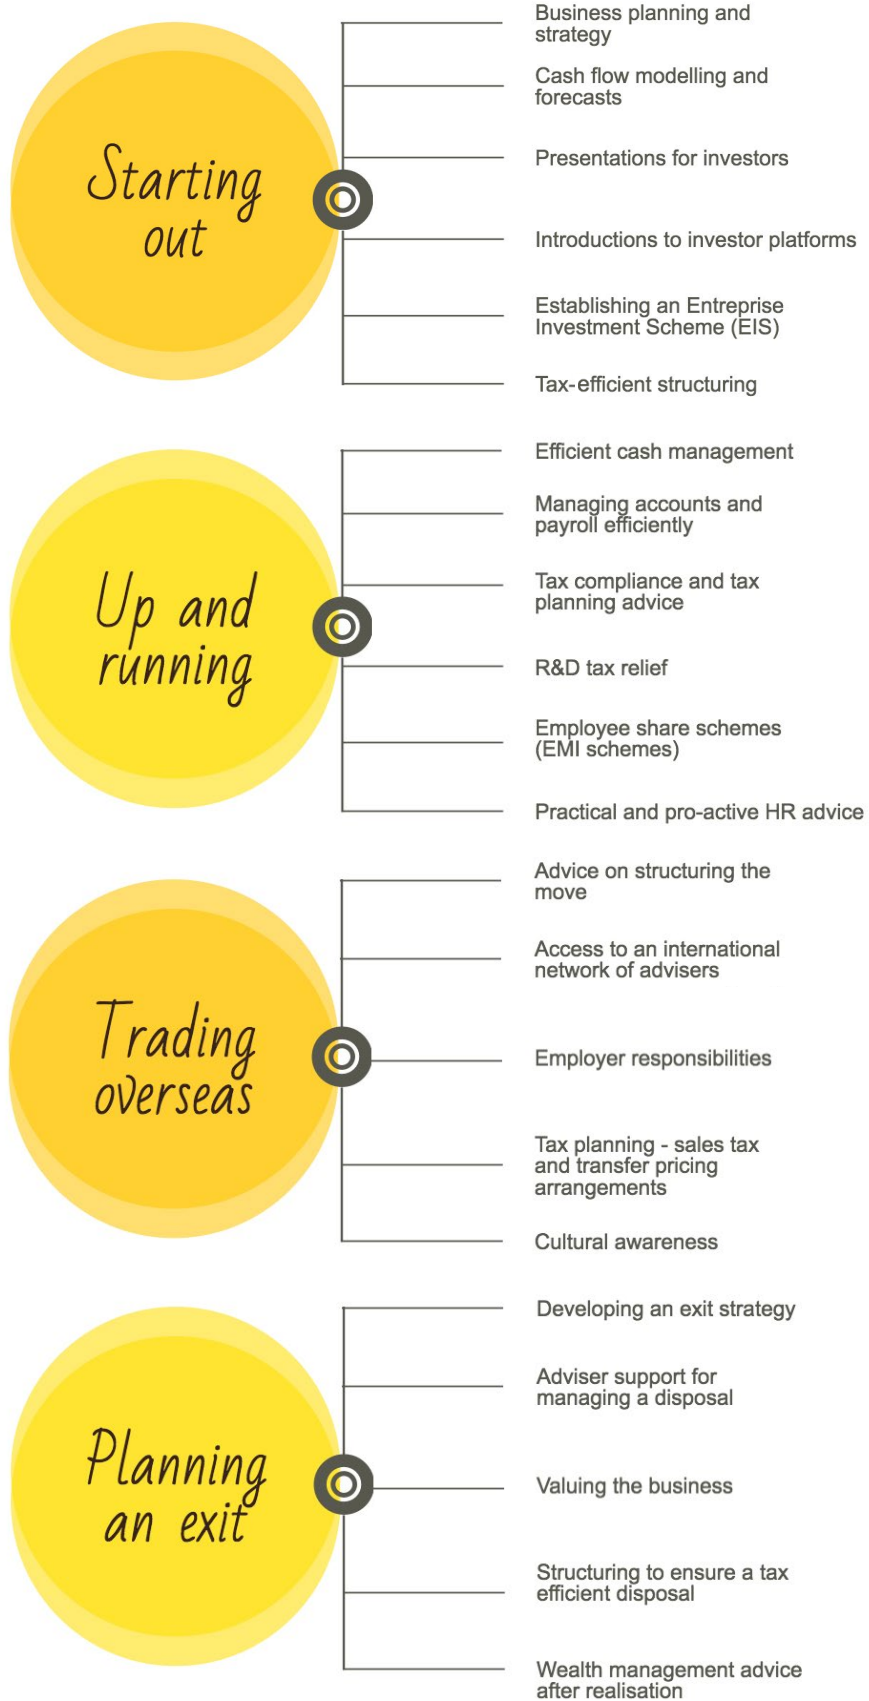 Starting
out
Business planning and
strategy
Cash flow modelling and
forecasts
Presentations for investors
Introductions to investor platforms
Establishing an Entreprise
Investment Scheme (EIS)
Tax-efficient structuring
Up and
running
Efficient cash management
Managing accounts and
payroll efficiently
Tax compliance and tax
planning advice
R&D tax relief
Employee share schemes
(EMI schemes)
Practical and pro-active HR advice
Trading
overseas
Advice on structuring the
move
Access to an international
network of advisers
Employer responsibilities
Tax planning - sales tax
and transfer pricing
arrangements
Cultural awareness
Planning
an exit
Developing an exit strategy
Adviser support for
managing a disposal
Valuing the business
Structuring to ensure a tax
efficient disposal
Wealth management advice
after realisation